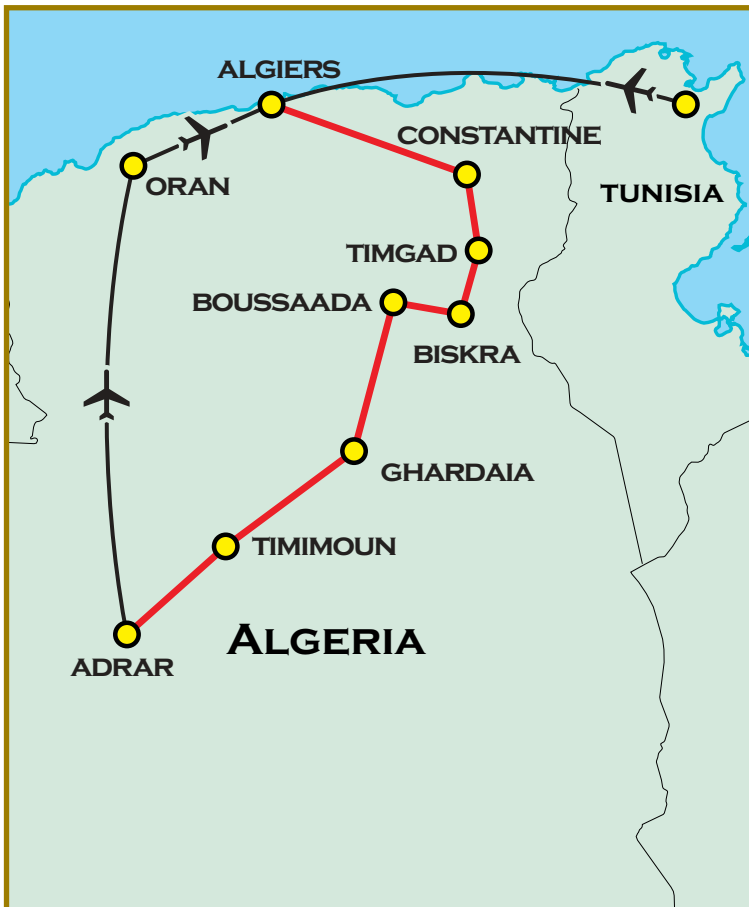 ALGIERS
CONSTANTINE
ORAN
TUNISIA
TIMGAD
BOUSSAADA
BISKRA
GHARDAIA
TIMIMOUN
ALGERIA
ADRAR